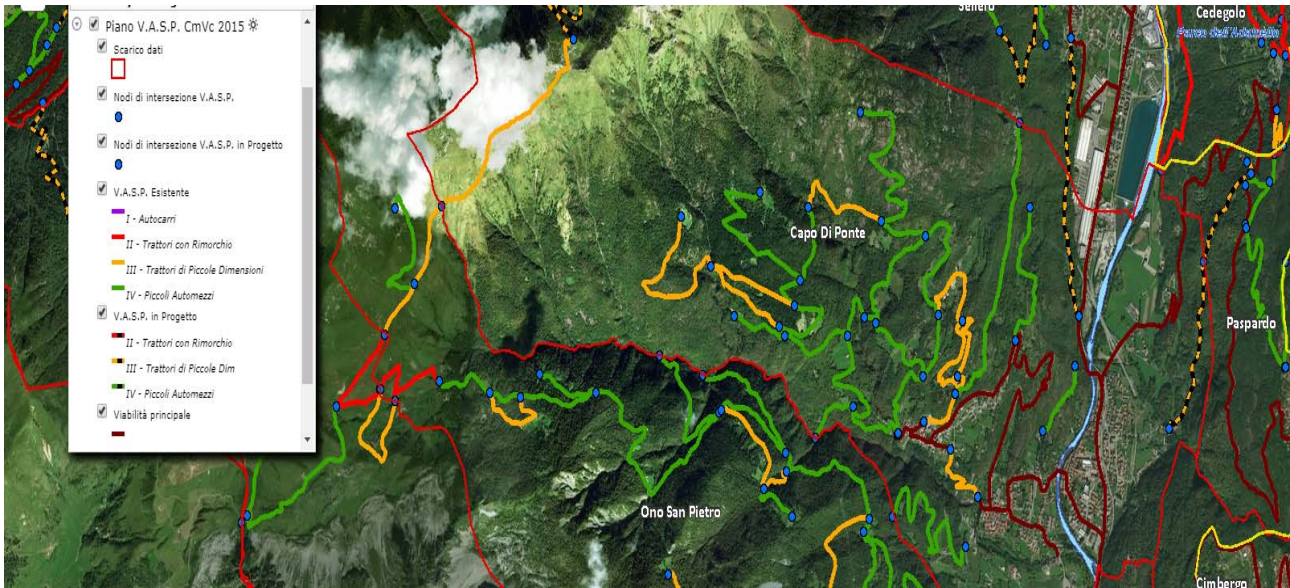 Piano V.A.S.P. CmVc 2015
Scarico dati
Nodi di intersezione V.A.S.P.
Nodi di intersezione V.A.S.P. in Progetto
V.A.S.P. Esistente
I - Autocarri
II - Trattori con Rimorchio
III - Trattori di Piccole Dimensioni
IV - Piccoli Automezzi
V.A.S.P. in Progetto
II - Trattori con Rimorchio
III - Trattori di Piccole Dim
IV - Piccoli Automezzi
Viabilità principale
Sellero
Cedegolo
Parco dell'Adamello
Capo Di Ponte
Paspardo
Ono San Pietro
Cimbergo